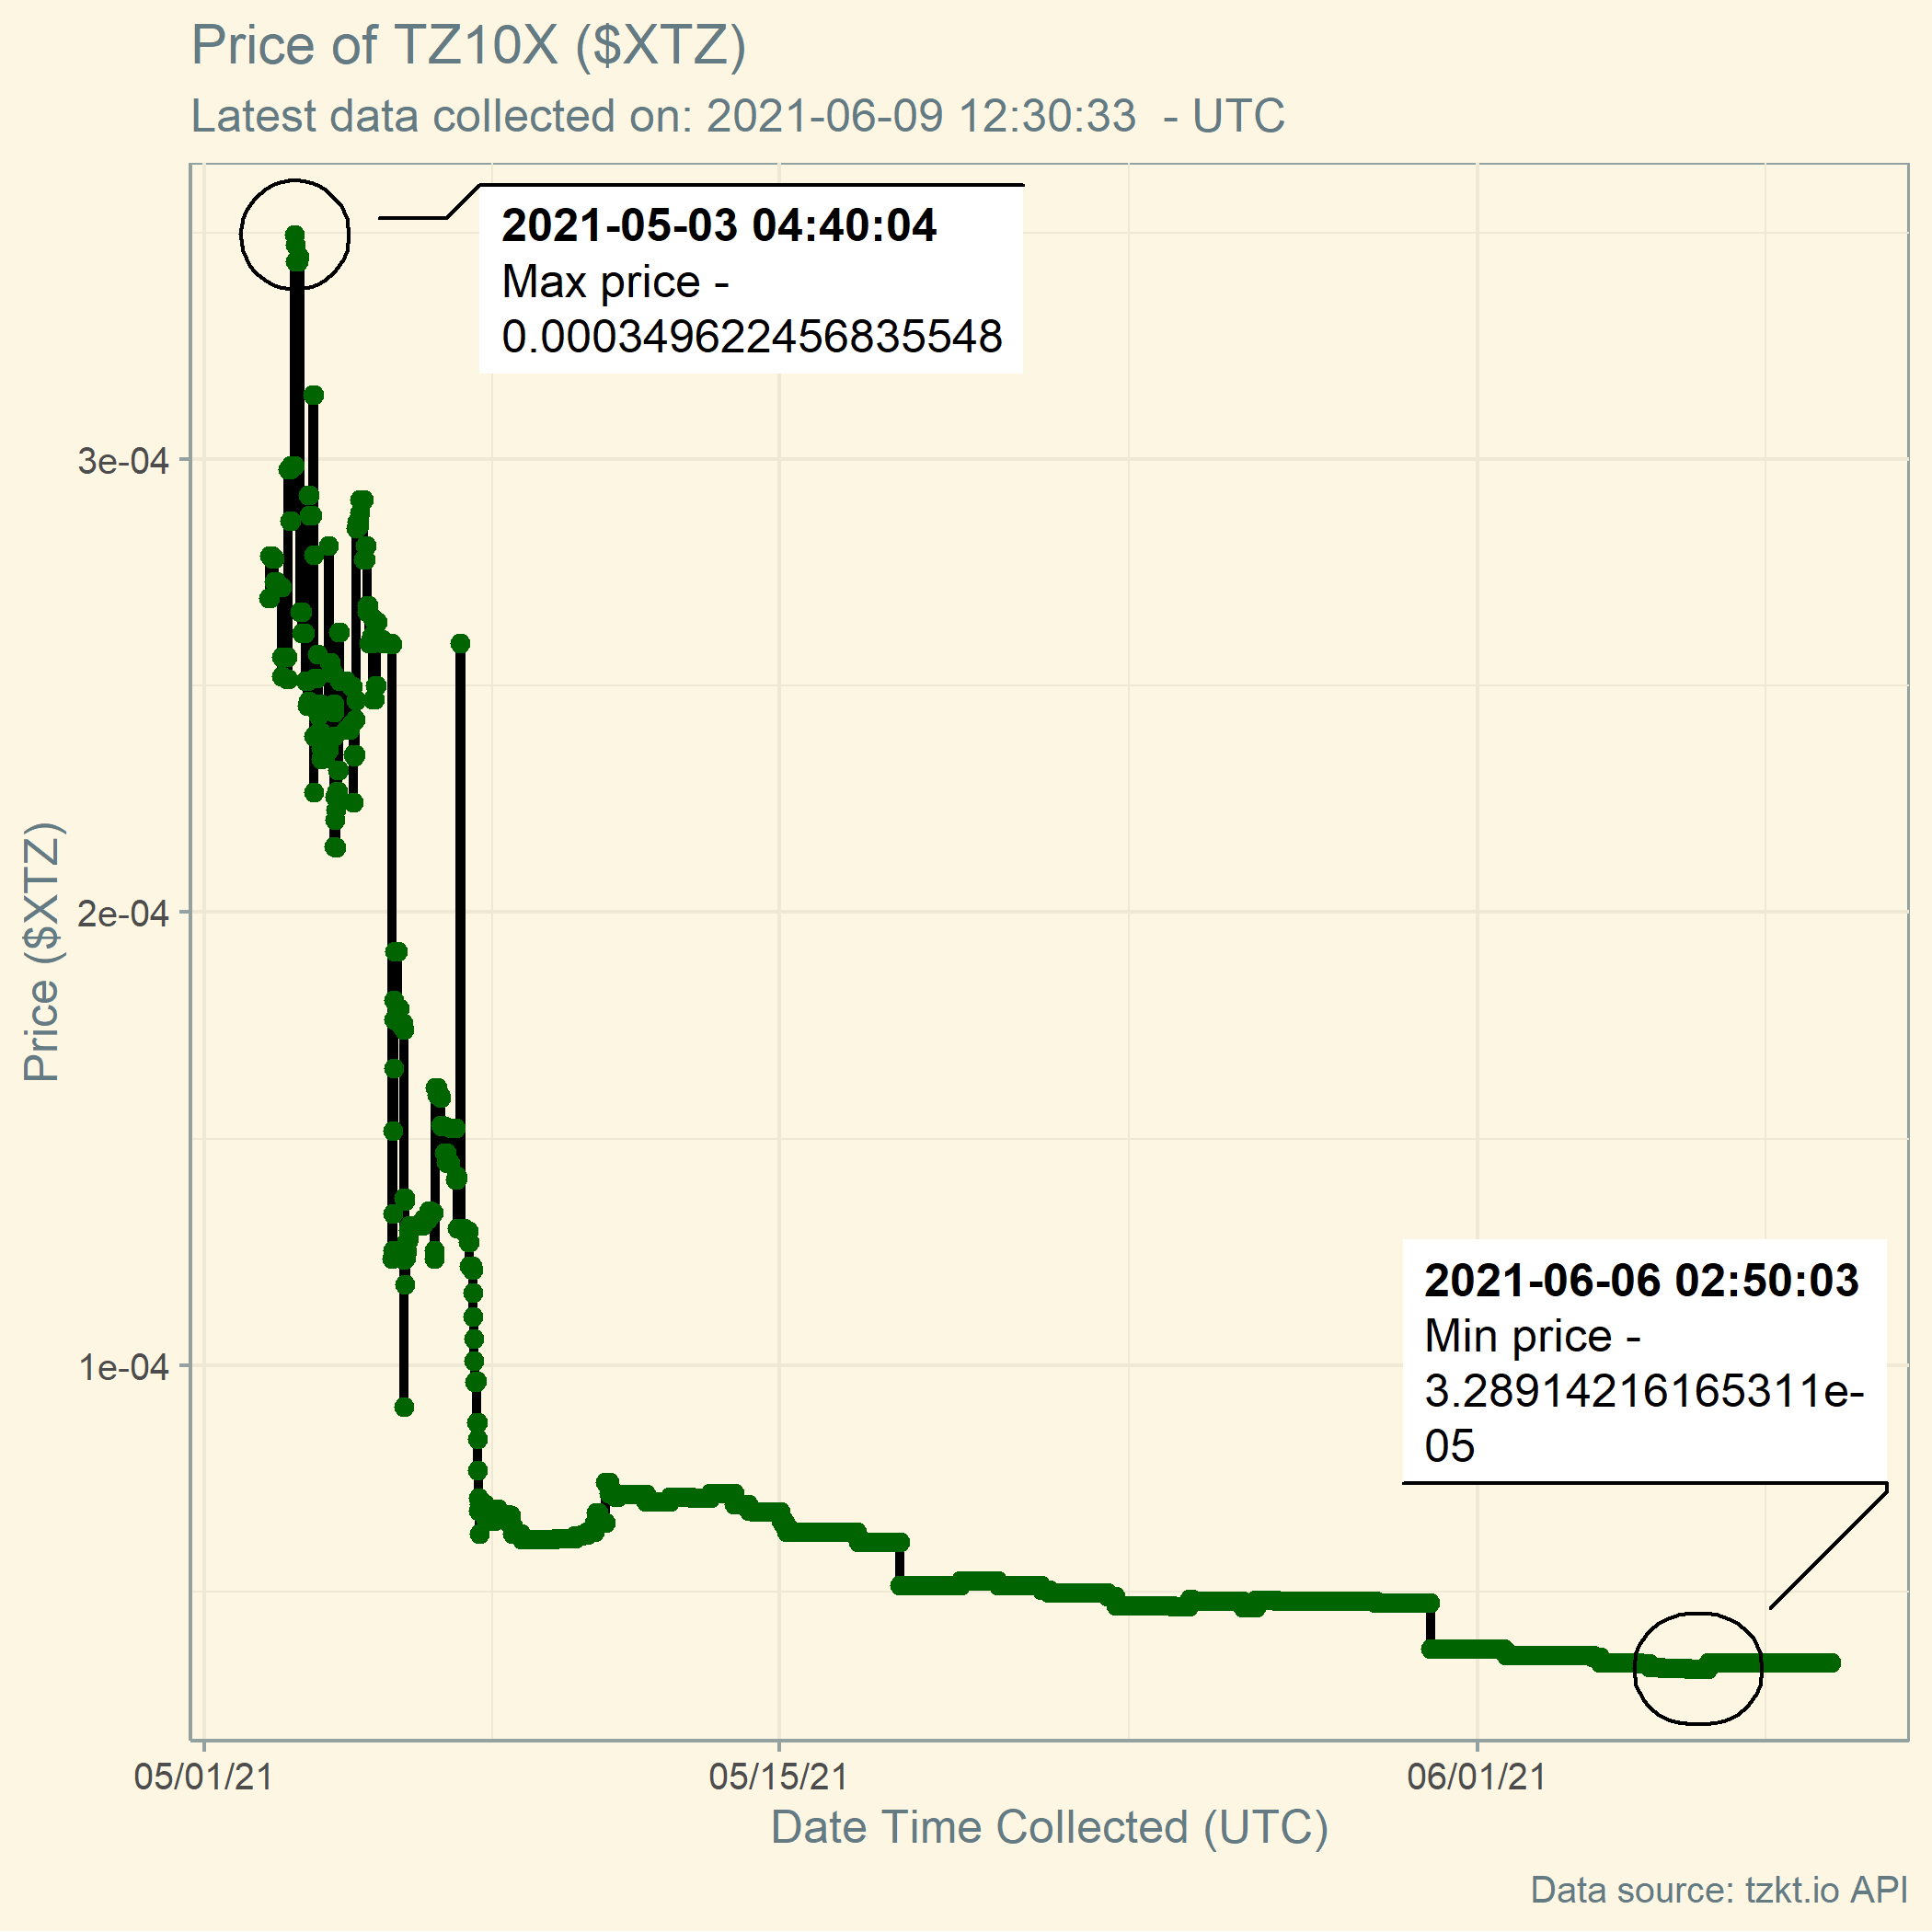 Price of TZ10X ($XTZ)
Latest data collected on: 2021-06-09 12:30:33  - UTC
2021-05-03 04:40:04
Max price -
0.000349622456835548
3e-04
2e-04
1e-04
Price ($XTZ)
2021-06-06 02:50:03
Min price -
3.28914216165311e-
05
05/01/21
05/15/21
06/01/21
Date Time Collected (UTC)
Data source: tzkt.io API